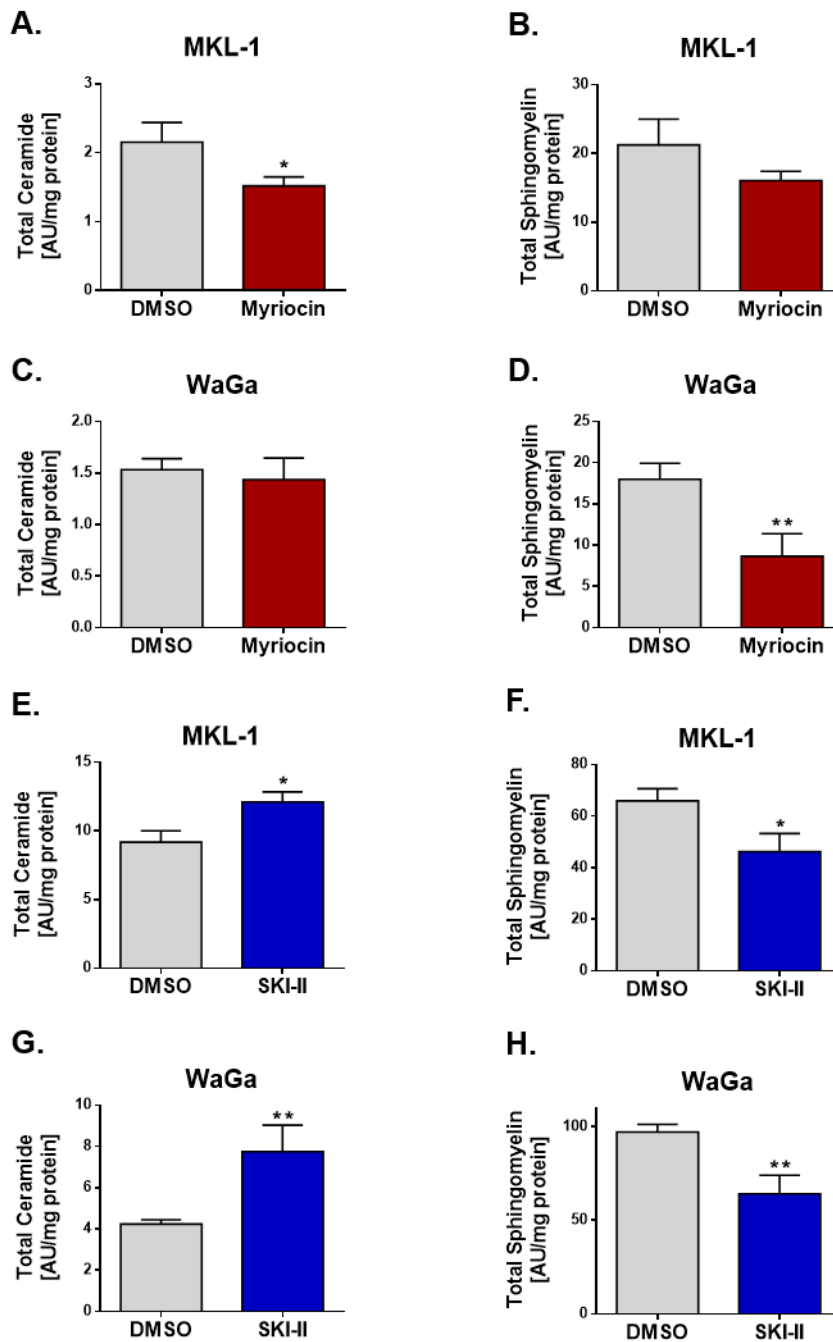 A.
MKL-1
Total Ceramide
[AU/mg protein]
3
2
1
0
*
DMSO
Myriocin
B.
MKL-1
Total Sphingomyelin
[AU/mg protein]
30
20
10
0
DMSO
Myriocin
C.
WaGa
Total Ceramide
[AU/mg protein]
2.0
1.5
1.0
0.5
0.0
DMSO
Myriocin
D.
WaGa
Total Sphingomyelin
[AU/mg protein]
25
20
15
10
5
0
**
DMSO
Myriocin
E.
MKL-1
Total Ceramide
[AU/mg protein]
15
10
5
0
*
DMSO
SKI-II
F.
MKL-1
Total Sphingomyelin
[AU/mg protein]
80
60
40
20
0
*
DMSO
SKI-II
G.
WaGa
Total Ceramide
[AU/mg protein]
10
8
6
4
2
0
**
DMSO
SKI-II
H.
WaGa
Total Sphingomyelin
[AU/mg protein]
100
50
0
**
DMSO
SKI-II